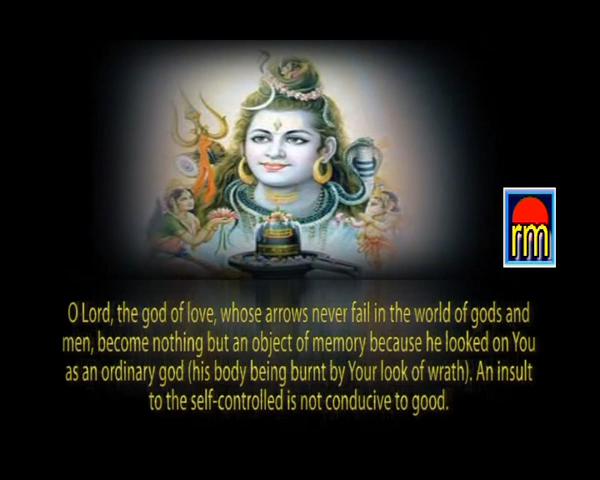 rm
O Lord, the god of love, whose arrows never fail in the world of gods and
men, become nothing but an object of memory because he looked on You
as an ordinary god (his body being burnt by Your look of wrath). An insult
to the self-controlled is not conducive to good.